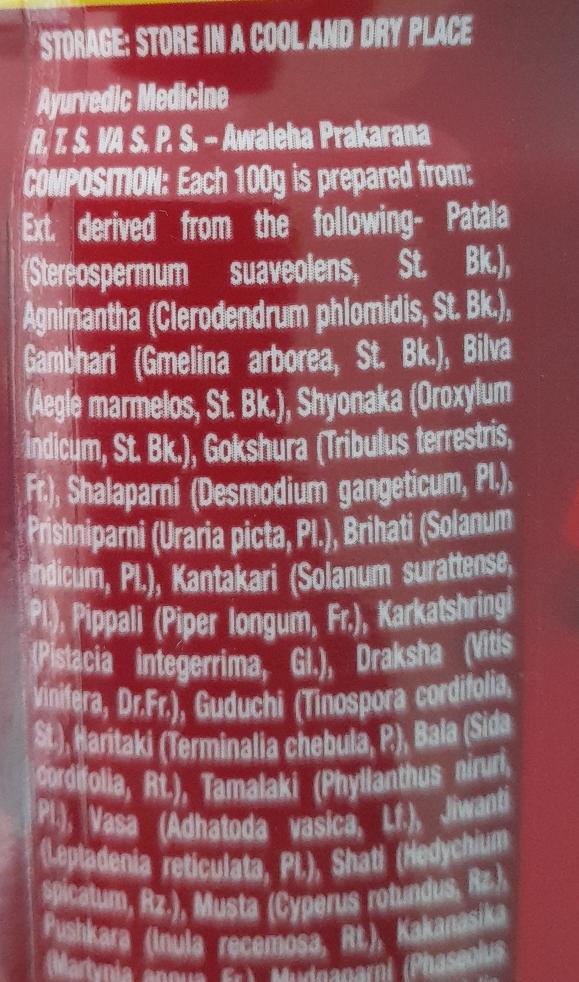 STORAGE: STORE IN A COOL AND DRY PLACE
Ayurvedic Medicine
R. T. S. VA S. P. S. - Awaleha Prakarana
COMPOSITION: Each 100g is prepared from:
Ext. derived from the following- Patala
(Stereospermum suaveolens, St. Bk.),
Agnimantha (Clerodendrum phlomidis, St. Bk.),
Gambhari (Gmelina arborea, St. Bk.), Bilva
(Aegle marmelos, St. Bk.), Shyonaka (Oroxylum
indicum, St. Bk.), Gokshura (Tribulus terrestris,
Fr.), Shalaparni (Desmodium gangeticum, Pl.),
Prishniparni (Uraria picta, Pl.), Brihati (Solanum
indicum, Pl.), Kantakari (Solanum surattense,
Pl.), Pippali (Piper longum, Fr.), Karkatshringi
(Pistacia integerrima, Gl.), Draksha (Vitis
vinifera, Dr.Fr.), Guduchi (Tinospora cordifolia,
St.), Haritaki (Terminalia chebula, P.), Bala (Sida
cordifolia, Rt.), Tamalaki (Phyllanthus niruri,
Pl.), Vasa (Adhatoda vasica, Lf.), Jiwanti
(Leptadenia reticulata, Pl.), Shati (Hedychium
spicatum, Rz.), Musta (Cyperus rotundus, Rz.),
Pushkara (Inula recemosa, Rt.), Kakanasika
(Martynia annua, Fr.), Mudgaparni (Phaseolus